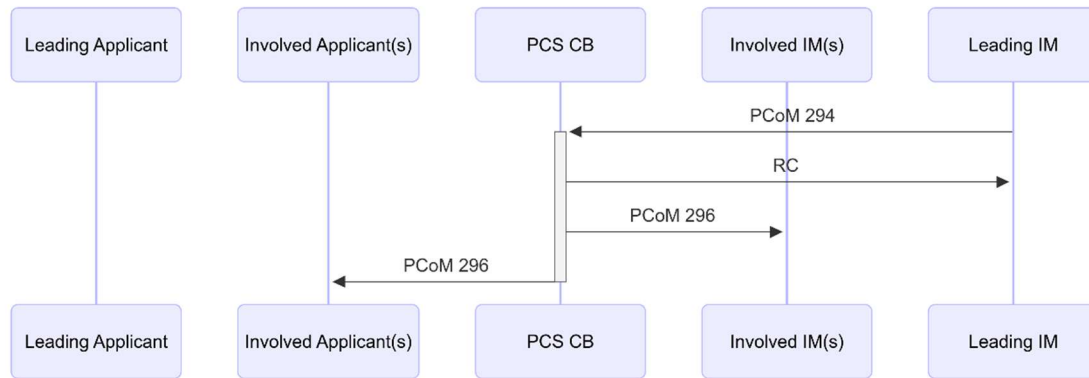 Leading Applicant
Involved Applicant(s)
PCS CB
Involved IM(s)
Leading IM
PCoM 294
RC
PCoM 296
PCoM 296
Leading Applicant
Involved Applicant(s)
PCS CB
Involved IM(s)
Leading IM